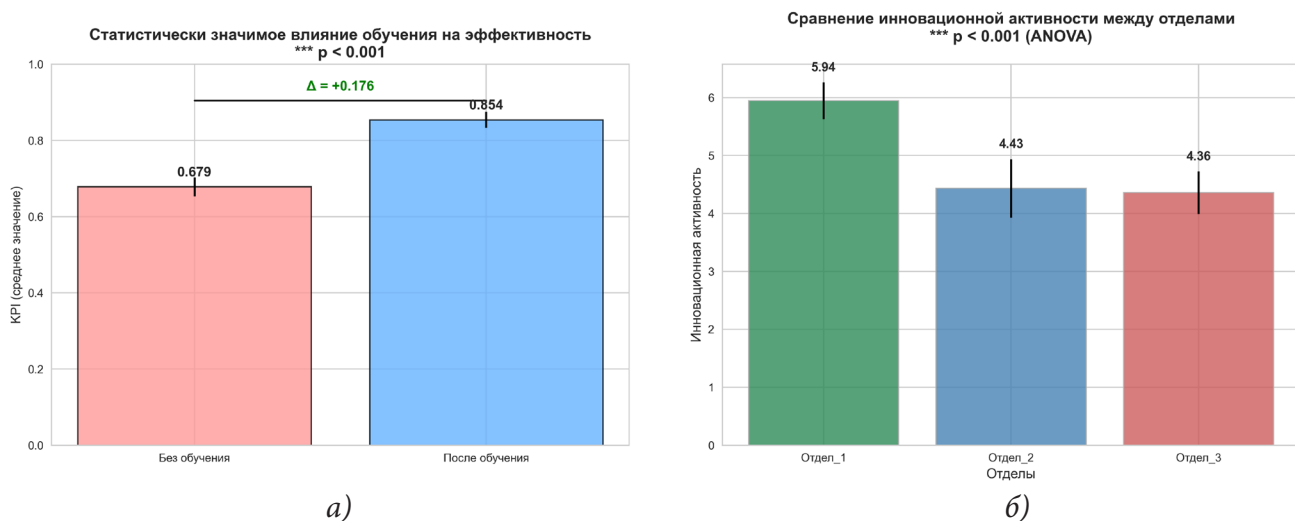 Статистически значимое влияние обучения на эффективность
*** p < 0.001
1.0
Δ = +0.176
0.854
0.8
0.679
0.6
KPI (среднее значение)
0.4
0.2
0.0
Без обучения
После обучения
а)
Сравнение инновационной активности между отделами
*** p < 0.001 (ANOVA)
5.94
6
5
4.43
4.36
4
Инновационная активность
3
2
1
0
Отдел_1
Отдел_2
Отдел_3
Отделы
б)